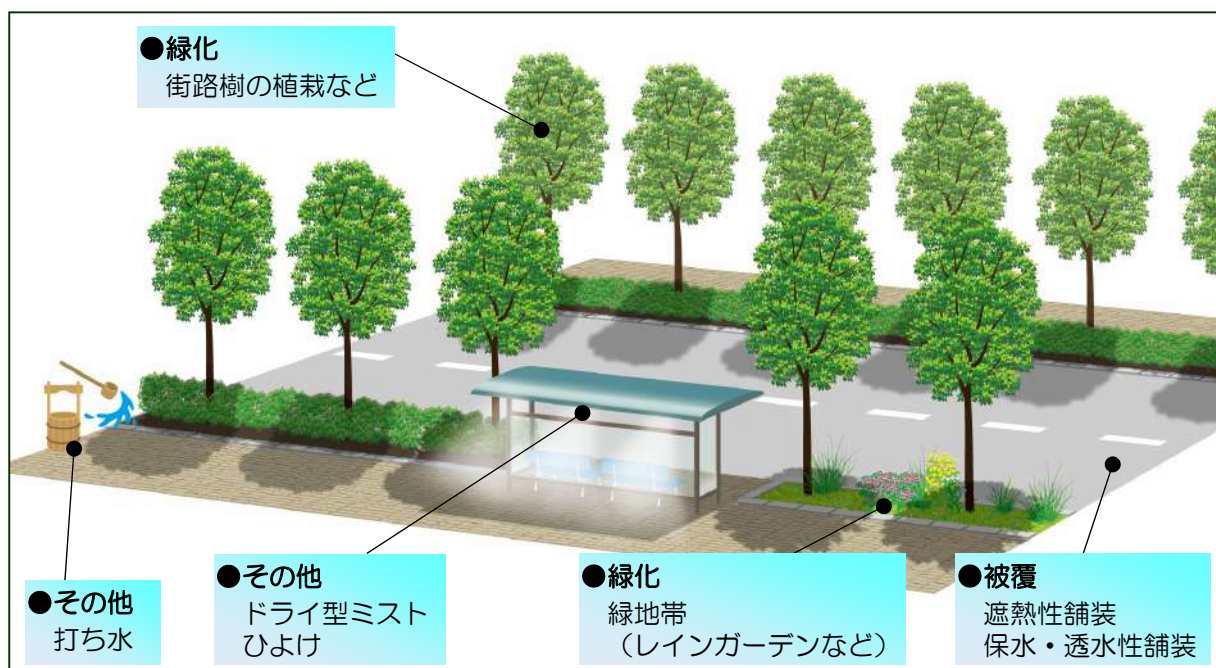 ●緑化
街路樹の植栽など
●その他
打ち水
●その他
ドライ型ミスト
ひよけ
●緑化
緑地帯
（レインガーデンなど）
●被覆
遮熱性舗装
保水・透水性舗装